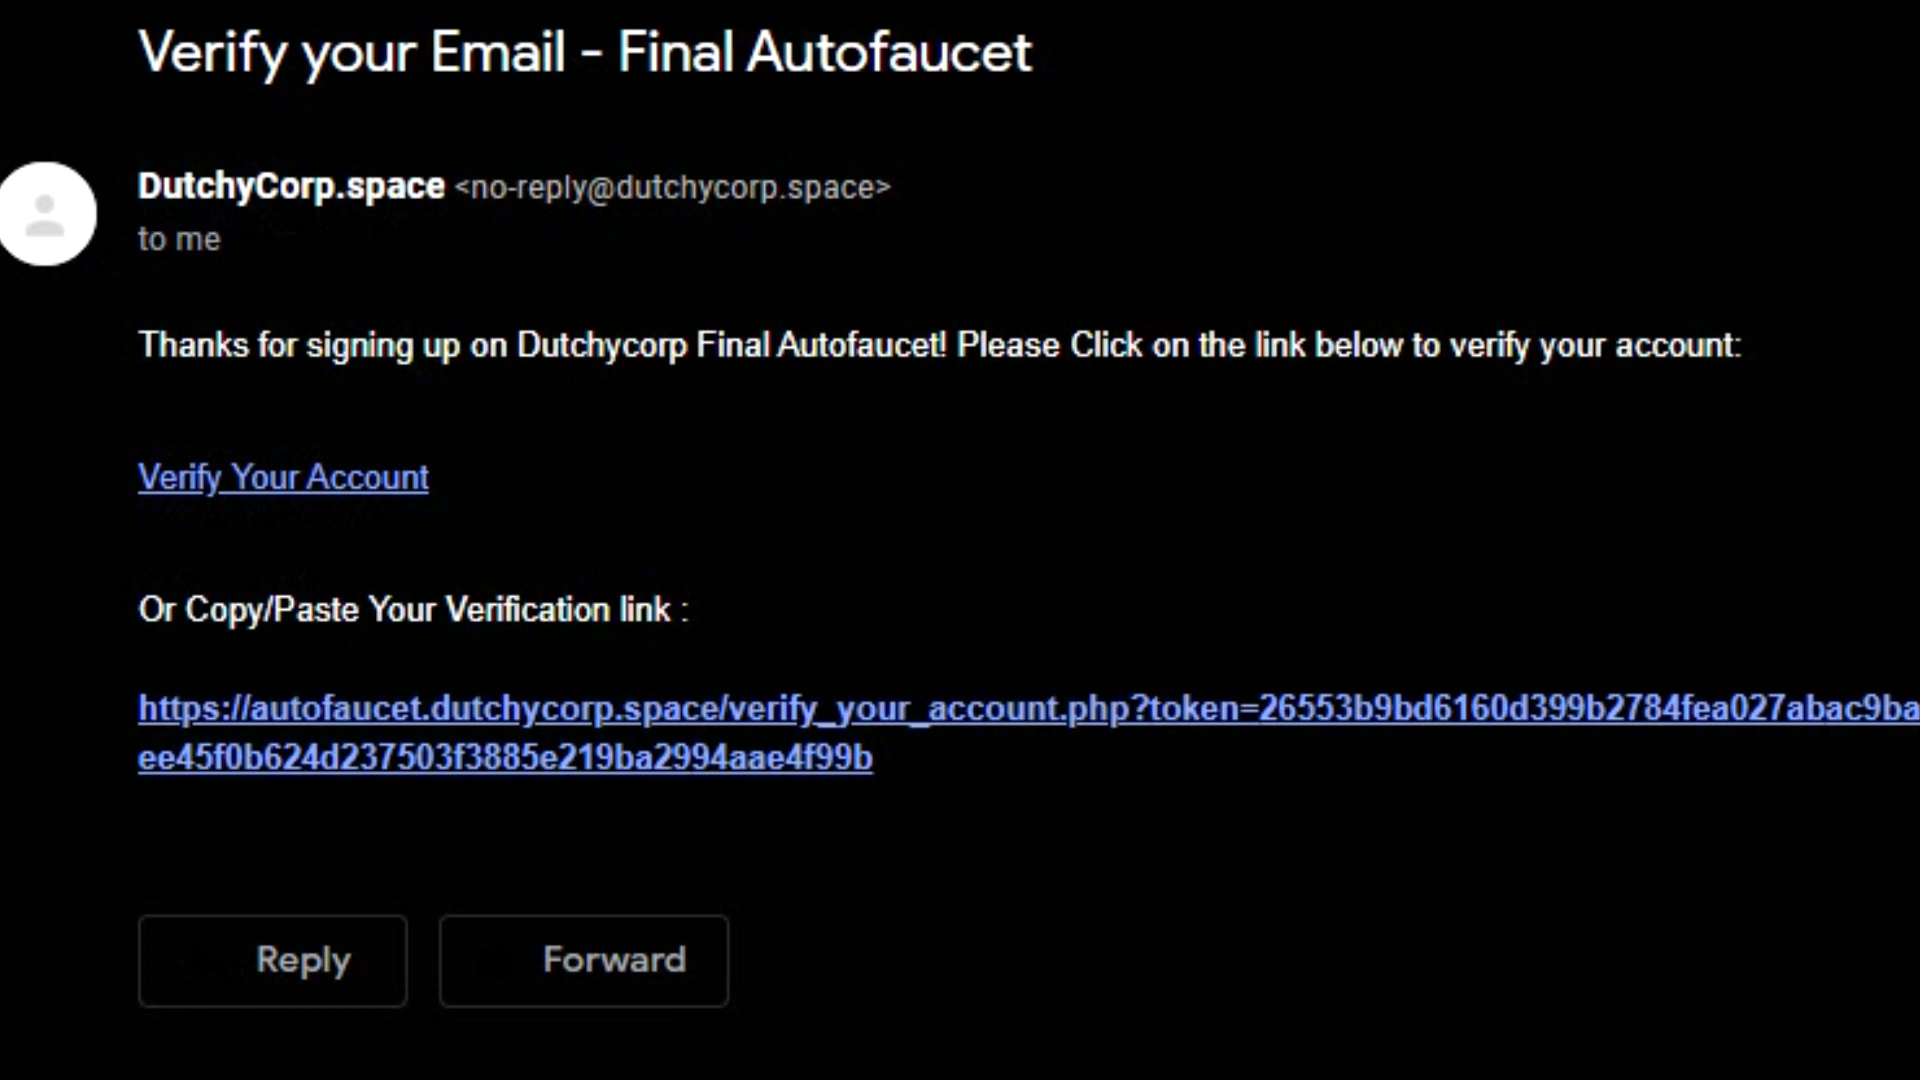 Verify your Email - Final Autofaucet
DutchyCorp.space <no-reply@dutchycorp.space>
to me
Thanks for signing up on Dutchycorp Final Autofaucet! Please Click on the link below to verify your account:
Verify Your Account
Or Copy/Paste Your Verification link :
https://autofaucet.dutchycorp.space/verify_your_account.php?token=26553b9bd6160d399b2784fea027abac9ba
ee45f0b624d237503f3885e219ba2994aae4f99b
Reply
Forward